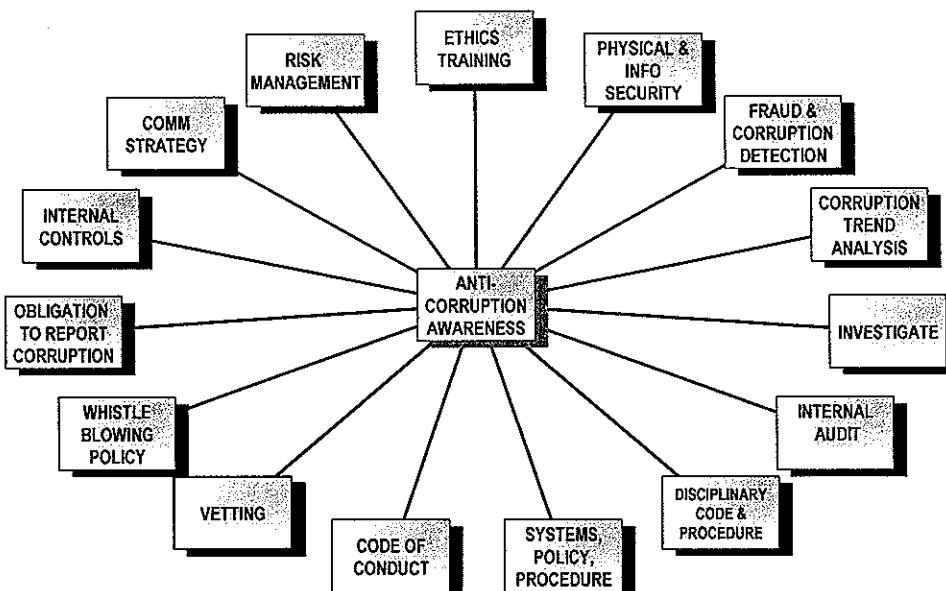 ETHICS
TRAINING
PHYSICAL &
INFO
SECURITY
FRAUD &
CORRUPTION
DETECTION
CORRUPTION
TREND
ANALYSIS
INVESTIGATE
INTERNAL
AUDIT
DISCIPLINARY
CODE &
PROCEDURE
SYSTEMS,
POLICY,
PROCEDURE
CODE OF
CONDUCT
VETTING
WHISTLE
BLOWING
POLICY
OBLIGATION
TO REPORT
CORRUPTION
INTERNAL
CONTROLS
COMM
STRATEGY
RISK
MANAGEMENT
ANTI-
CORRUPTION
AWARENESS